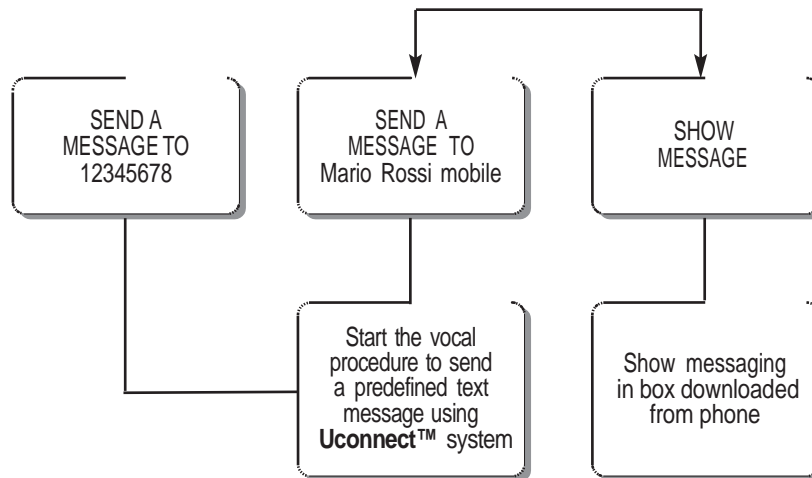 SEND A
MESSAGE TO
12345678
SEND A
MESSAGE TO
Mario Rossi mobile
SHOW
MESSAGE
Start the vocal
procedure to send
a predefined text
message using
Uconnect™ system
Show messaging
in box downloaded
from phone